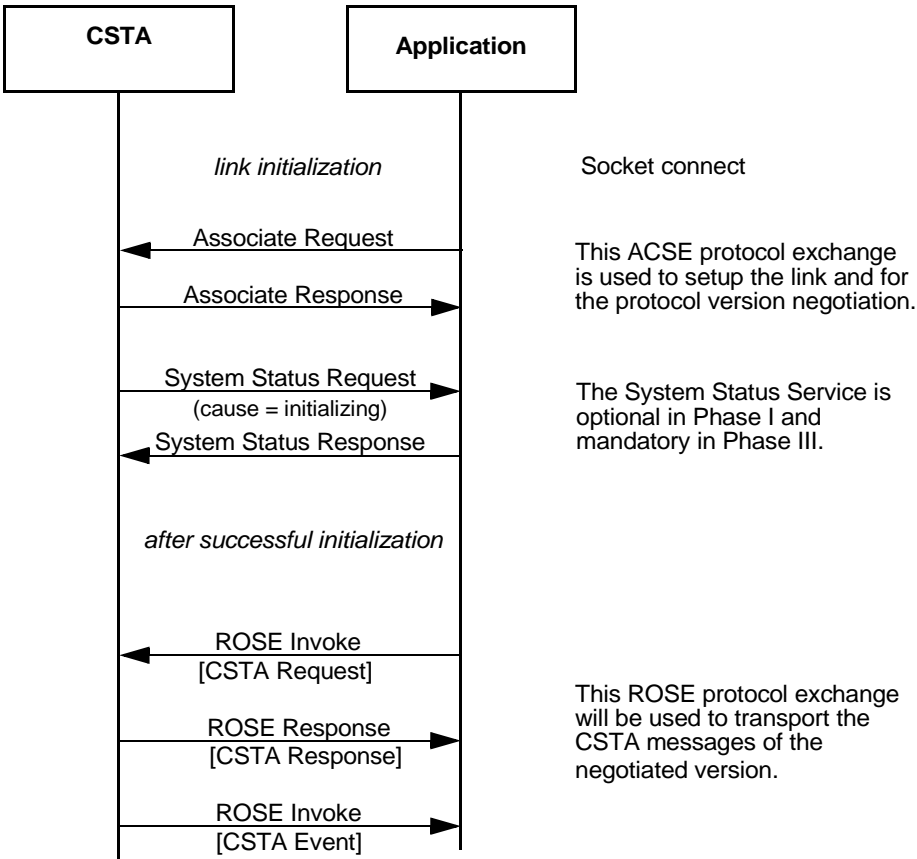 CSTA
Application
link initialization
Socket connect
Associate Request
This ACSE protocol exchange
is used to setup the link and for
the protocol version negotiation.
Associate Response
System Status Request
(cause = initializing)
The System Status Service is
optional in Phase I and
mandatory in Phase III.
System Status Response
after successful initialization
ROSE Invoke
[CSTA Request]
This ROSE protocol exchange
will be used to transport the
CSTA messages of the
negotiated version.
ROSE Response
[CSTA Response]
ROSE Invoke
[CSTA Event]